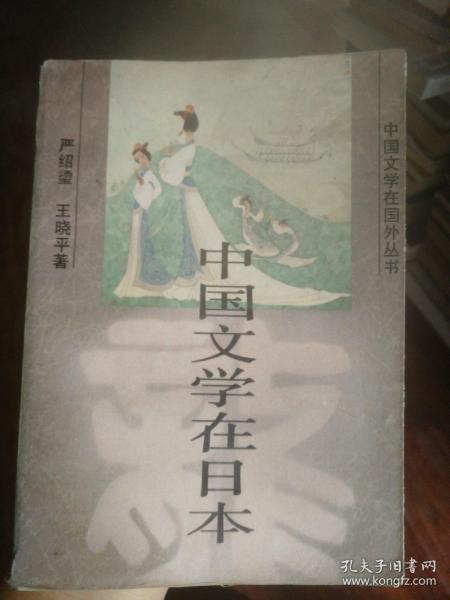 中国文学在国外丛书
严绍璗 王晓平著
中国文学在日本
孔夫子旧书网
www.kongfz.com